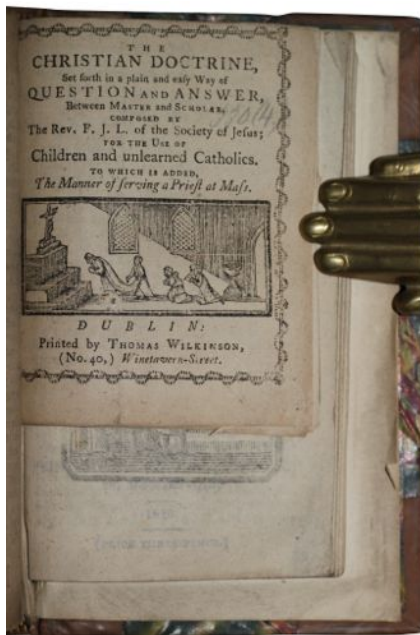 THE
CHRISTIAN DOCTRINE,
Set forth in a plain and easy Way of
QUESTION AND ANSWER,
Between MASTER and SCHOLAR,
COMPOSED BY
The Rev. P. J. L. of the Society of Jesus;
FOR THE USE OF
Children and unlearned Catholics.
TO WHICH IS ADDED,
The Manner of serving a Priest at Mass.
DUBLIN:
Printed by THOMAS WILKINSON,
(No. 40,) Winetavern-Street.